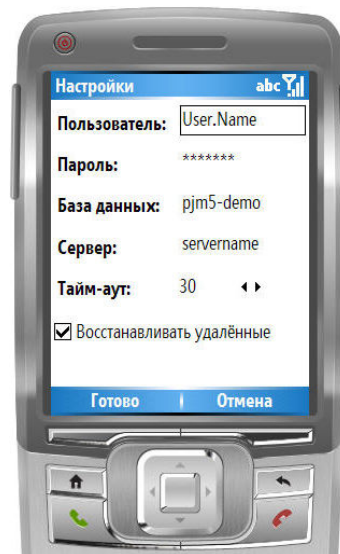 Настройки abc
Пользователь: User.Name
Пароль: *******
База данных: pjm5-demo
Сервер: servername
Тайм-аут: 30
Восстанавливать удалённые
Готово Отмена